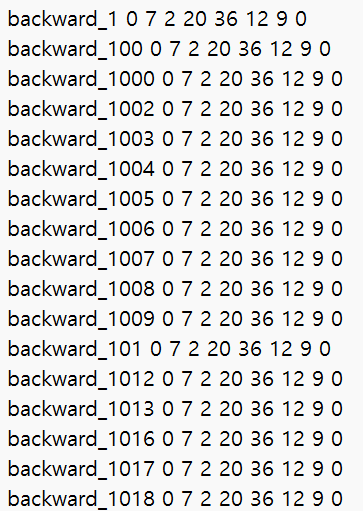 backward_1 0 7 2 20 36 12 9 0
backward_100 0 7 2 20 36 12 9 0
backward_1000 0 7 2 20 36 12 9 0
backward_1002 0 7 2 20 36 12 9 0
backward_1003 0 7 2 20 36 12 9 0
backward_1004 0 7 2 20 36 12 9 0
backward_1005 0 7 2 20 36 12 9 0
backward_1006 0 7 2 20 36 12 9 0
backward_1007 0 7 2 20 36 12 9 0
backward_1008 0 7 2 20 36 12 9 0
backward_1009 0 7 2 20 36 12 9 0
backward_101 0 7 2 20 36 12 9 0
backward_1012 0 7 2 20 36 12 9 0
backward_1013 0 7 2 20 36 12 9 0
backward_1016 0 7 2 20 36 12 9 0
backward_1017 0 7 2 20 36 12 9 0
backward_1018 0 7 2 20 36 12 9 0